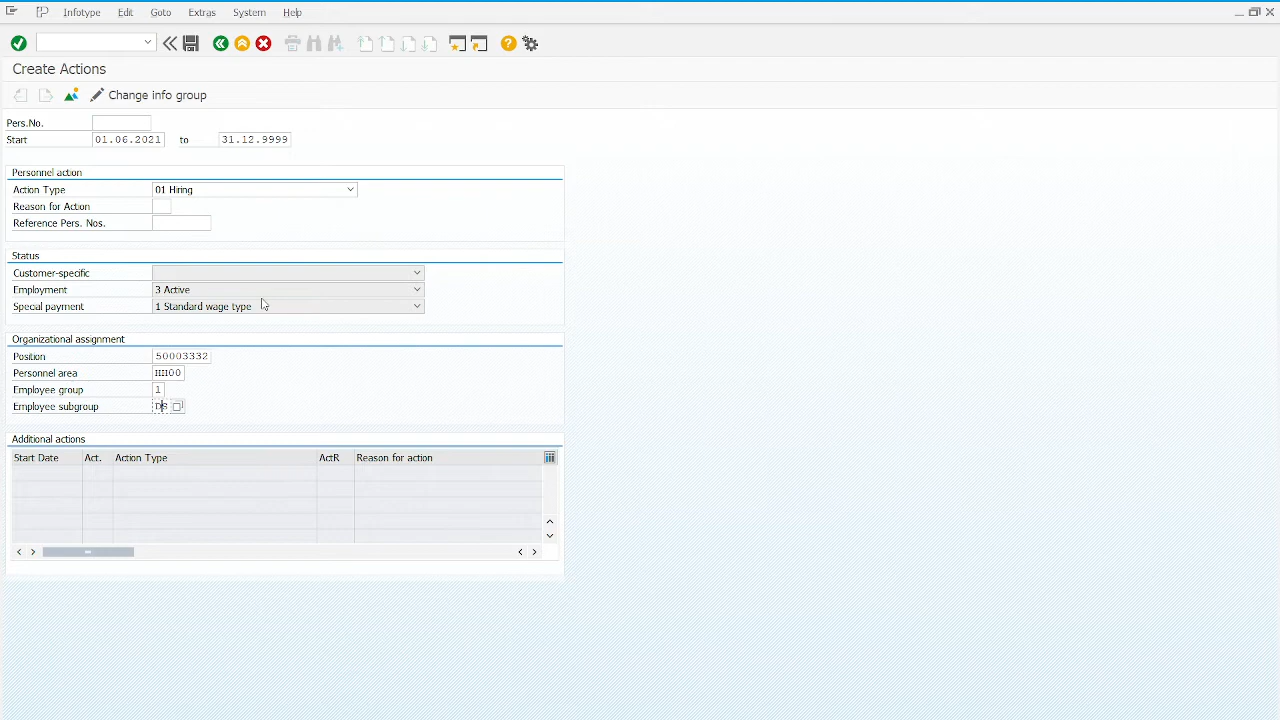 Infotype Edit Goto Extras System Help
Create Actions
Change info group
Pers.No.
Start 01.06.2021 to 31.12.9999
Personnel action
Action Type 01 Hiring
Reason for Action
Reference Pers. Nos.
Status
Customer-specific
Employment 3 Active
Special payment 1 Standard wage type
Organizational assignment
Position 50003332
Personnel area
Employee group 1
Employee subgroup
Additional actions
Start Date Act. Action Type ActR Reason for action